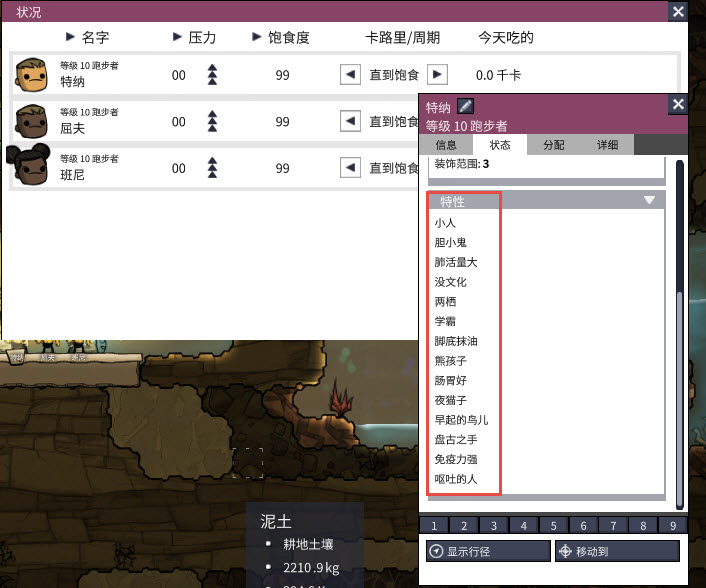 状况
名字 压力 饱食度 卡路里/周期 今天吃的
等级 10 跑步者
特纳 00 99 直到饱食 0.0 千卡
等级 10 跑步者
屈夫 00 99 直到饱食
等级 10 跑步者
班尼 00 99 直到饱食
特纳
等级 10 跑步者
信息 状态 分配 详细
装饰范围: 3
特性
小人
胆小鬼
肺活量大
没文化
两栖
学霸
脚底抹油
熊孩子
肠胃好
夜猫子
早起的鸟儿
盘古之手
免疫力强
呕吐的人
1 2 3 4 5 6 7 8 9
显示行径 移动到
泥土
• 耕地土壤
• 2210.9 kg